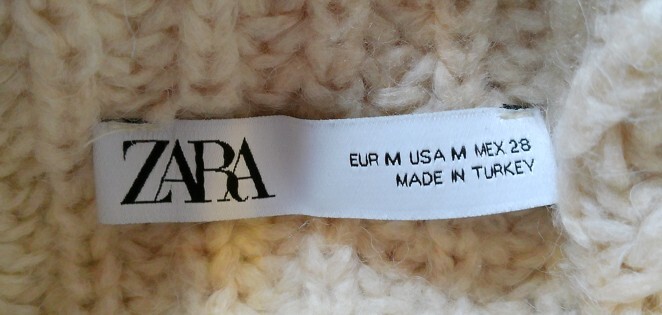 ZARA
EUR M USA M MEX 28
MADE IN TURKEY